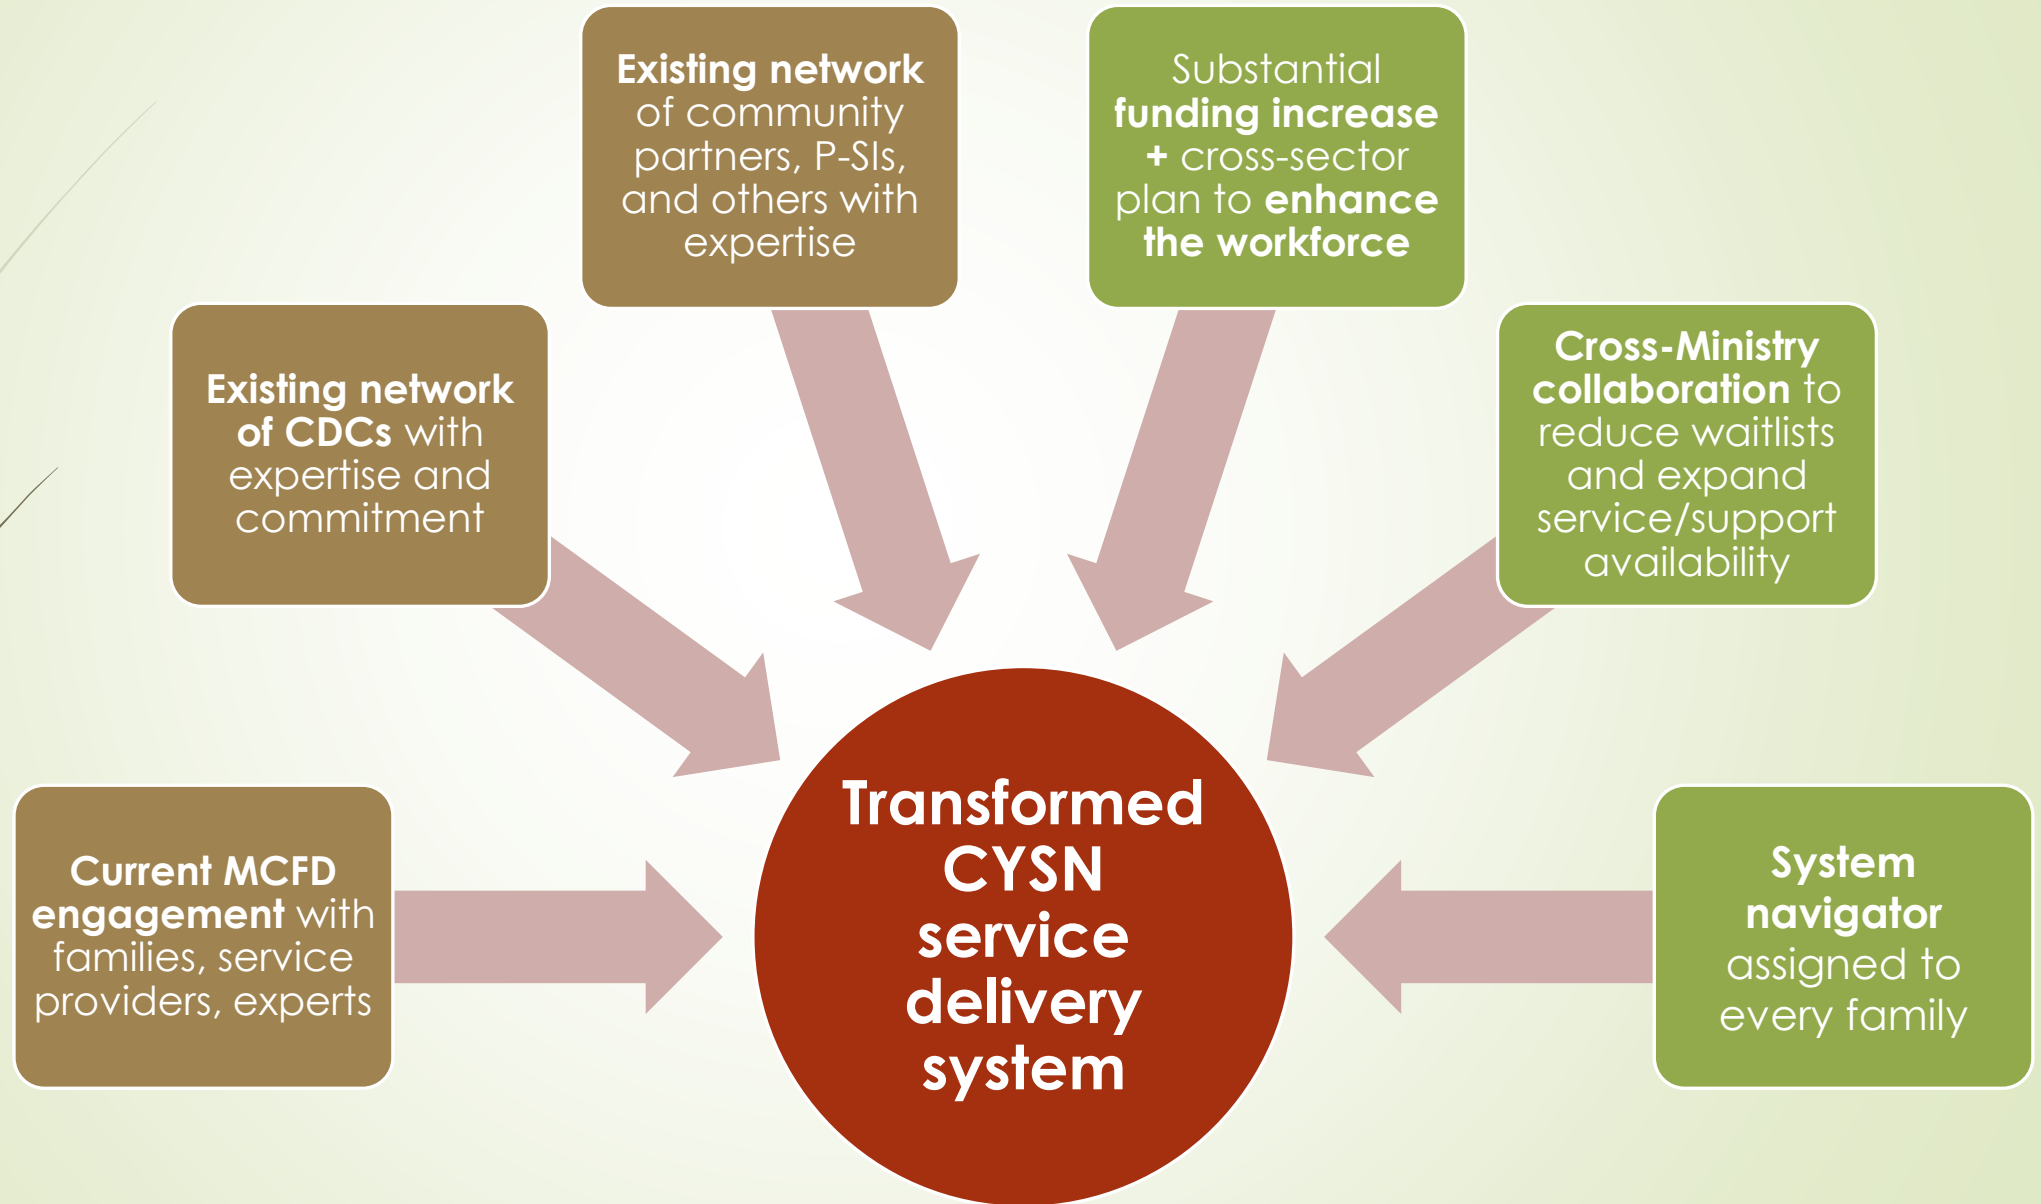 Existing network
of community
partners, P-SIs,
and others with
expertise
Substantial
funding increase
+ cross-sector
plan to enhance
the workforce
Existing network
of CDCs with
expertise and
commitment
Cross-Ministry
collaboration to
reduce waitlists
and expand
service/support
availability
Current MCFD
engagement with
families, service
providers, experts
Transformed
CYSN
service
delivery
system
System
navigator
assigned to
every family